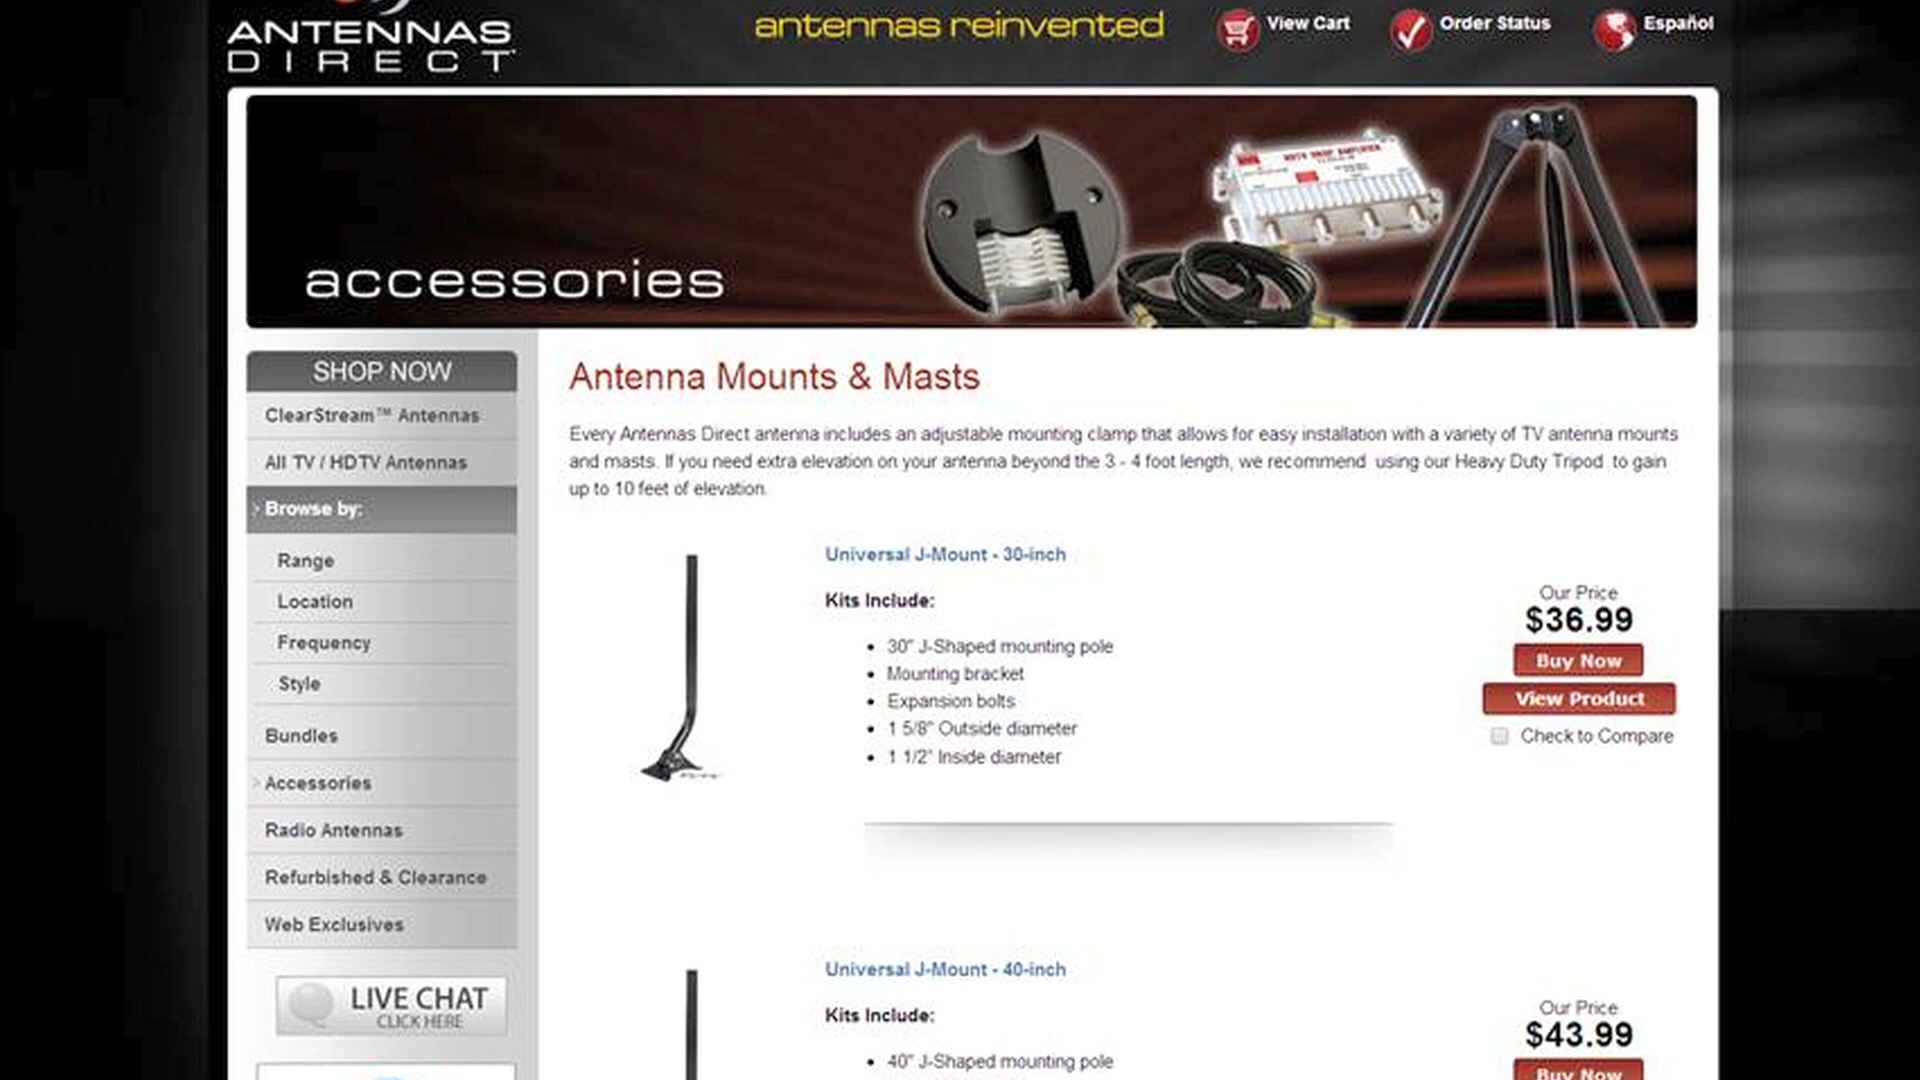 ANTENNAS
DIRECT
antennas reinvented
View Cart
Order Status
Español
accessories
SHOP NOW
ClearStream™ Antennas
All TV / HDTV Antennas
Browse by:
Range
Location
Frequency
Style
Bundles
Accessories
Radio Antennas
Refurbished & Clearance
Web Exclusives
LIVE CHAT
CLICK HERE
Antenna Mounts & Masts
Every Antennas Direct antenna includes an adjustable mounting clamp that allows for easy installation with a variety of TV antenna mounts
and masts. If you need extra elevation on your antenna beyond the 3 - 4 foot length, we recommend using our Heavy Duty Tripod to gain
up to 10 feet of elevation.
Universal J-Mount - 30-inch
Kits Include:
• 30" J-Shaped mounting pole
• Mounting bracket
• Expansion bolts
• 1 5/8" Outside diameter
• 1 1/2" Inside diameter
Our Price
$36.99
Buy Now
View Product
Check to Compare
Universal J-Mount - 40-inch
Kits Include:
• 40" J-Shaped mounting pole
Our Price
$43.99
Buy Now